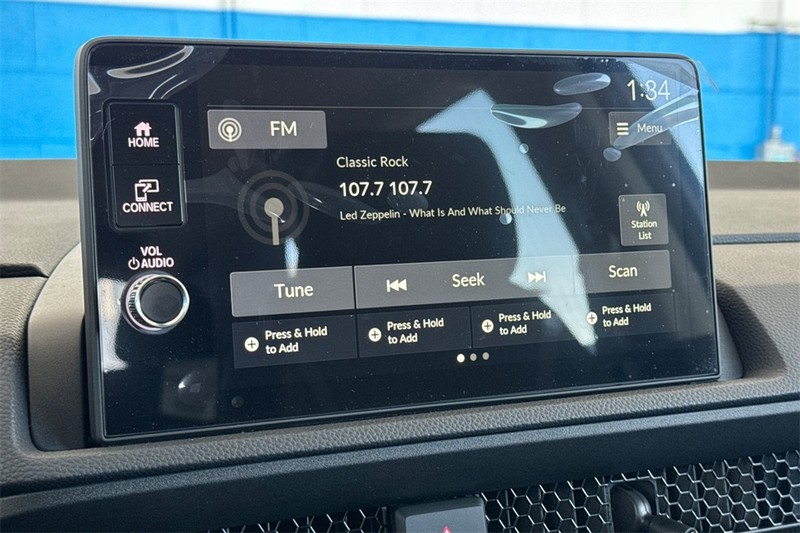 1:34
HOME
FM
Menu
Classic Rock
107.7 107.7
CONNECT
Led Zeppelin - What Is And What Should Never Be
Station
List
VOL
AUDIO
Tune
Seek
Scan
Press & Hold
to Add
Press & Hold
to Add
Press & Hold
to Add
Press & Hold
to Add